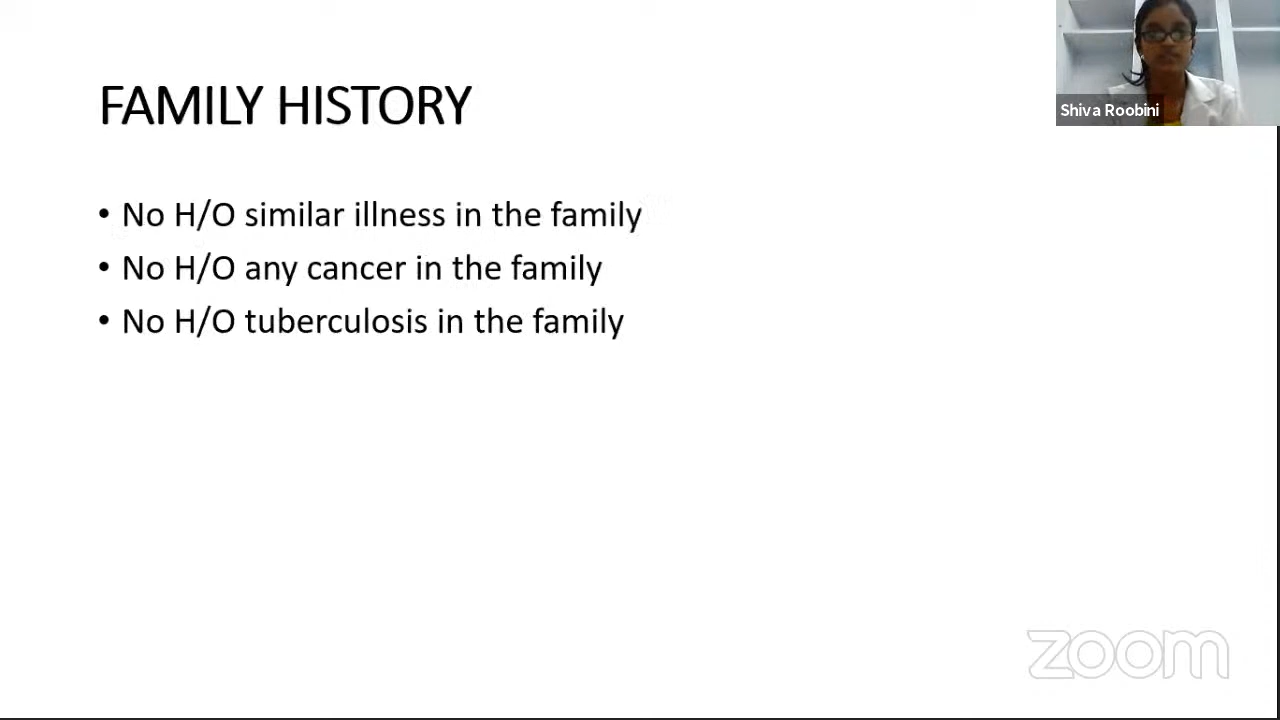 Shiva Roobini
FAMILY HISTORY
• No H/O similar illness in the family
• No H/O any cancer in the family
• No H/O tuberculosis in the family
zoom